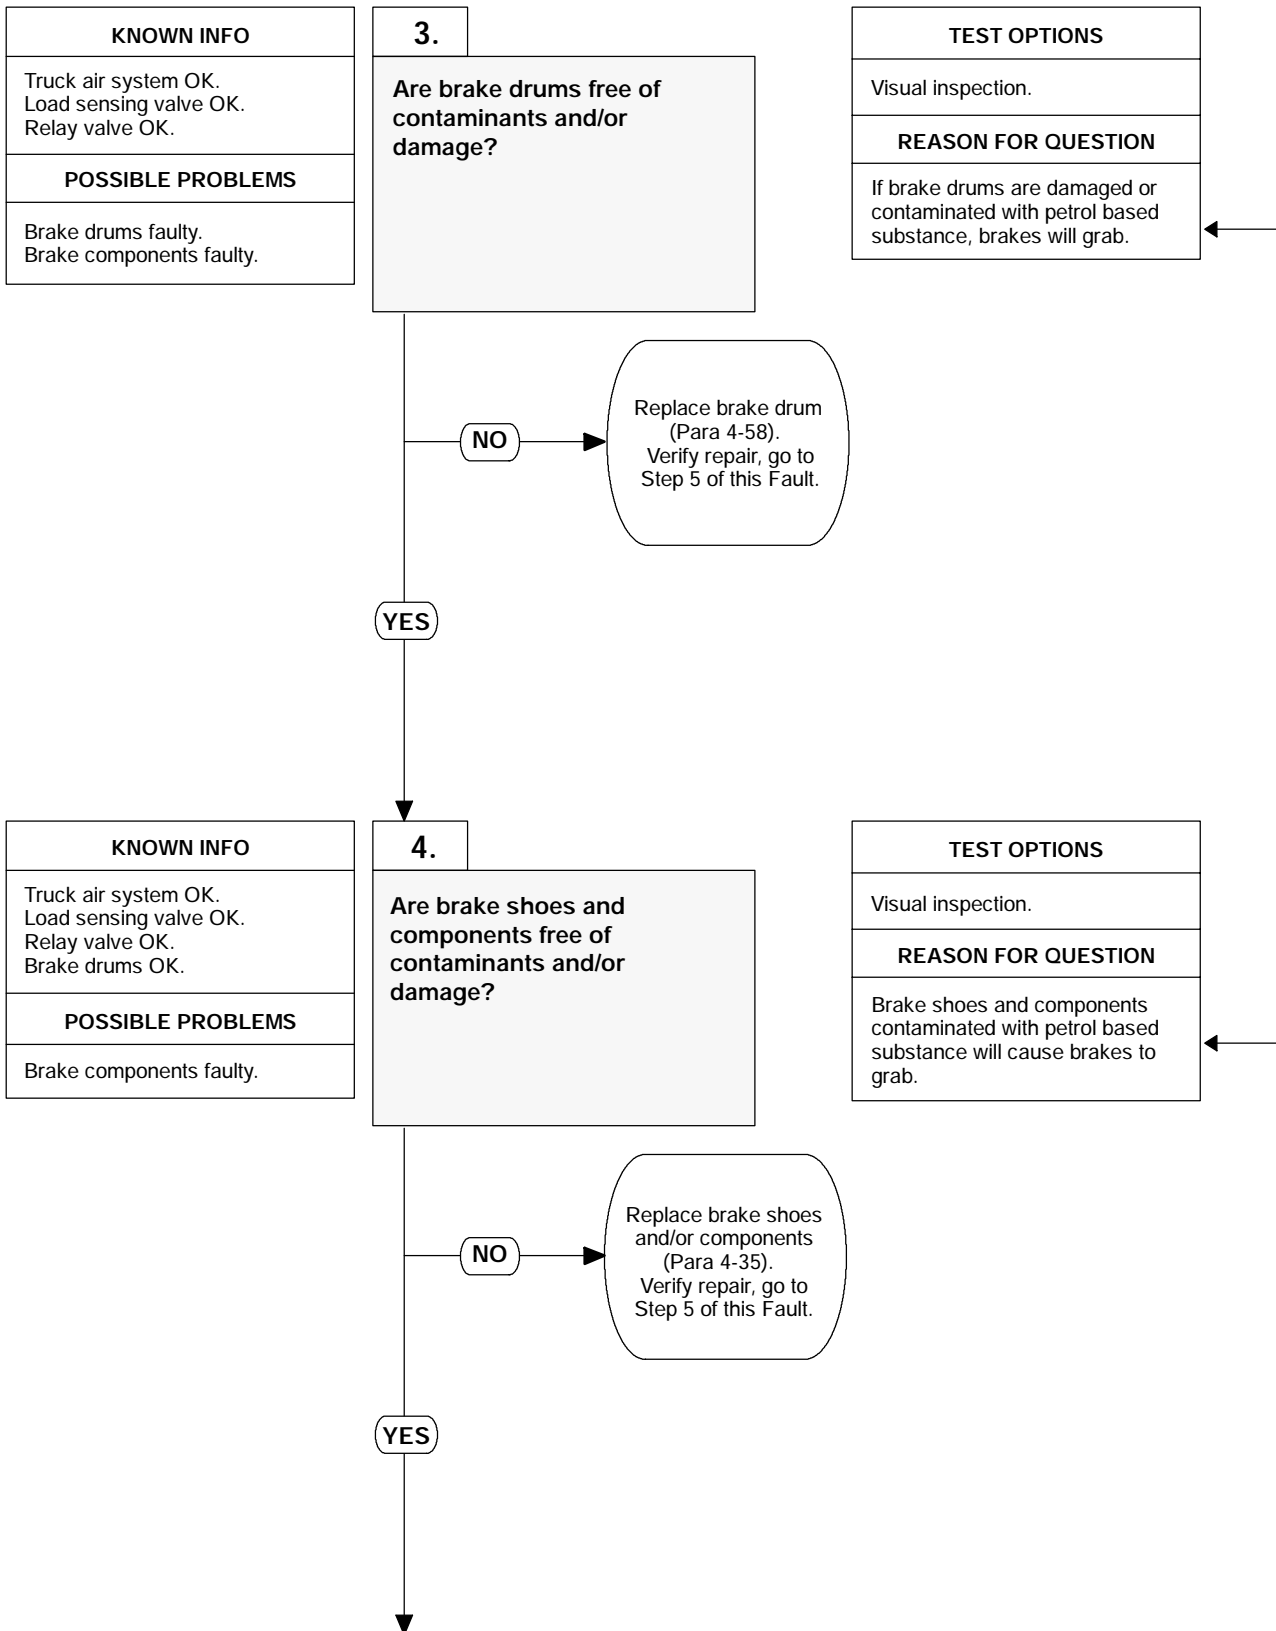 KNOWN INFO
Truck air system OK.
Load sensing valve OK.
Relay valve OK.
POSSIBLE PROBLEMS
Brake drums faulty.
Brake components faulty.
3.
Are brake drums free of
contaminants and/or
damage?
TEST OPTIONS
Visual inspection.
REASON FOR QUESTION
If brake drums are damaged or
contaminated with petrol based
substance, brakes will grab.
NO
Replace brake drum
(Para 4-58).
Verify repair, go to
Step 5 of this Fault.
YES
KNOWN INFO
Truck air system OK.
Load sensing valve OK.
Relay valve OK.
Brake drums OK.
POSSIBLE PROBLEMS
Brake components faulty.
4.
Are brake shoes and
components free of
contaminants and/or
damage?
TEST OPTIONS
Visual inspection.
REASON FOR QUESTION
Brake shoes and components
contaminated with petrol based
substance will cause brakes to
grab.
NO
Replace brake shoes
and/or components
(Para 4-35).
Verify repair, go to
Step 5 of this Fault.
YES